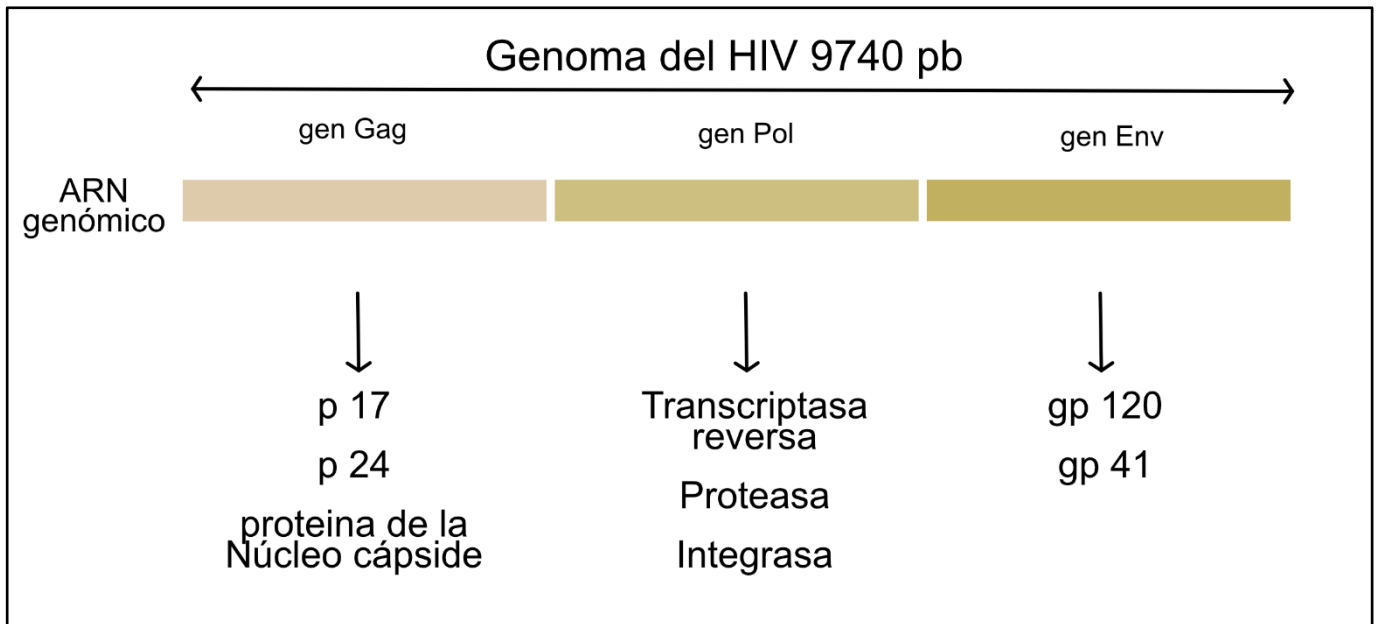 Genoma del HIV 9740 pb
gen Gag
gen Pol
gen Env
ARN
genómico
p 17
p 24
proteina de la
Núcleo cápside
Transcriptasa
reversa
Proteasa
Integrasa
gp 120
gp 41